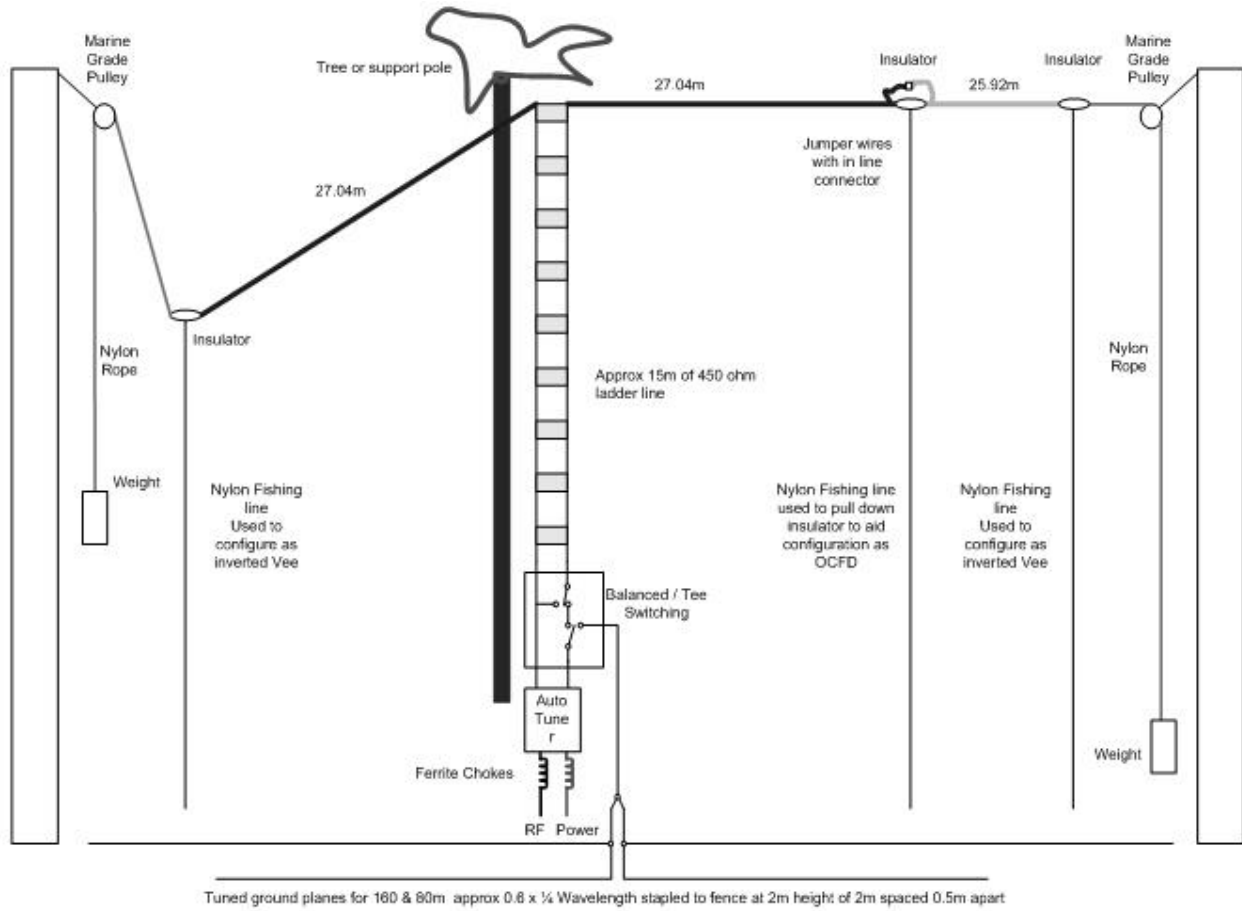 Marine
Grade
Pulley
Tree or support pole
27.04m
Insulator
25.92m
Insulator
Marine
Grade
Pulley
Jumper wires
with in line
connector
27.04m
Insulator
Nylon
Rope
Approx 15m of 450 ohm
ladder line
Nylon
Rope
Weight
Nylon Fishing
line
Used to
configure as
inverted Vee
Nylon Fishing line
used to pull down
insulator to aid
configuration as
OCFD
Nylon Fishing
line
Used to
configure as
inverted Vee
Balanced / Tee
Switching
Auto
Tune
r
Weight
Ferrite Chokes
RF Power
Tuned ground planes for 160 & 80m approx 0.6 x ¼ Wavelength stapled to fence at 2m height of 2m spaced 0.5m apart